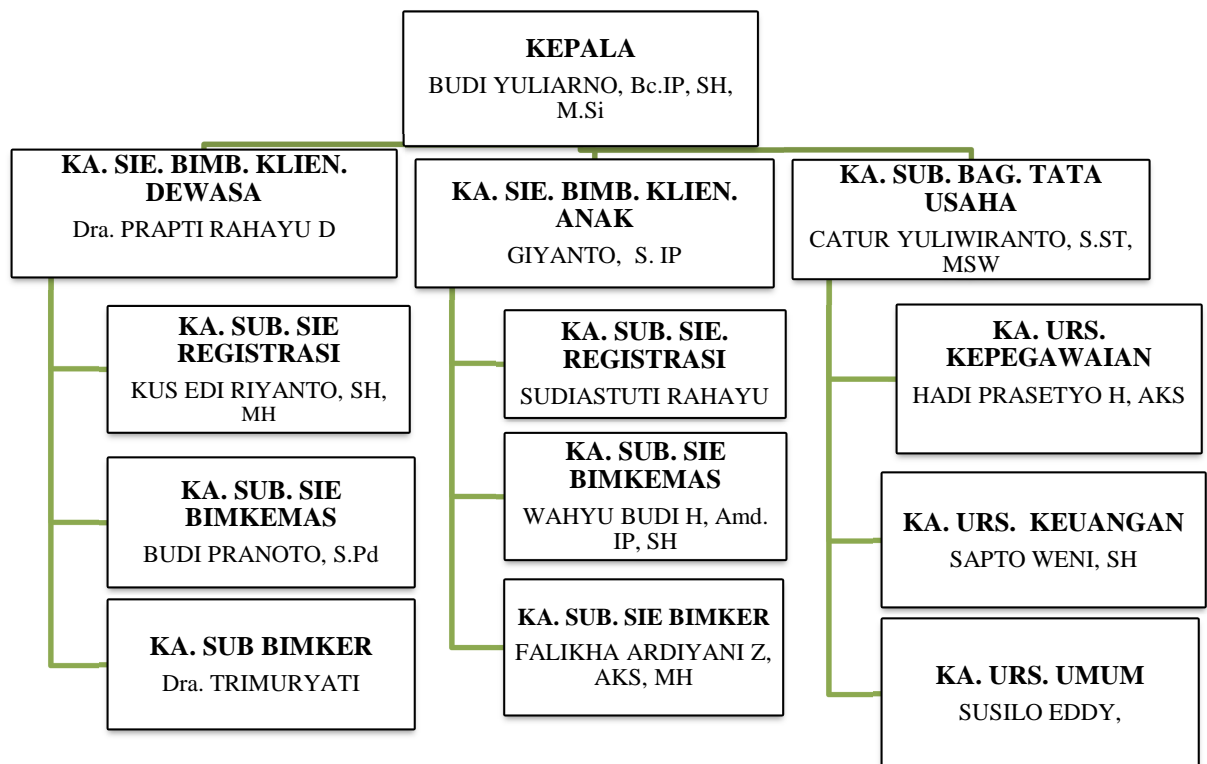 KEPALA
BUDI YULIARNO, Bc.IP, SH,
M.Si
KA. SIE. BIMB. KLIEN.
DEWASA
Dra. PRAPTI RAHAYU D
KA. SUB. SIE
REGISTRASI
KUS EDI RIYANTO, SH,
MH
KA. SUB. SIE
BIMKEMAS
BUDI PRANOTO, S.Pd
KA. SUB BIMKER
Dra. TRIMURYATI
KA. SIE. BIMB. KLIEN.
ANAK
GIYANTO, S. IP
KA. SUB. SIE.
REGISTRASI
SUDIASTUTI RAHAYU
KA. SUB. SIE
BIMKEMAS
WAHYU BUDI H, Amd.
IP, SH
KA. SUB. SIE BIMKER
FALIKHA ARDIYANI Z,
AKS, MH
KA. SUB. BAG. TATA
USAHA
CATUR YULIWIRANTO, S.ST,
MSW
KA. URS.
KEPEGAWAIAN
HADI PRASETYO H, AKS
KA. URS. KEUANGAN
SAPTO WENI, SH
KA. URS. UMUM
SUSILO EDDY,